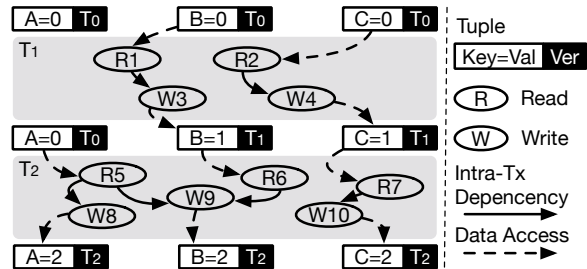 A=0 T0 B=0 T0 C=0 T0
T1
R1 R2
W3 W4
A=0 T0 B=1 T1 C=1 T1
T2
R5 R6 R7
W8 W9 W10
A=2 T2 B=2 T2 C=2 T2
Tuple
Key=Val Ver
R Read
W Write
Intra-Tx
Depencency
Data Access